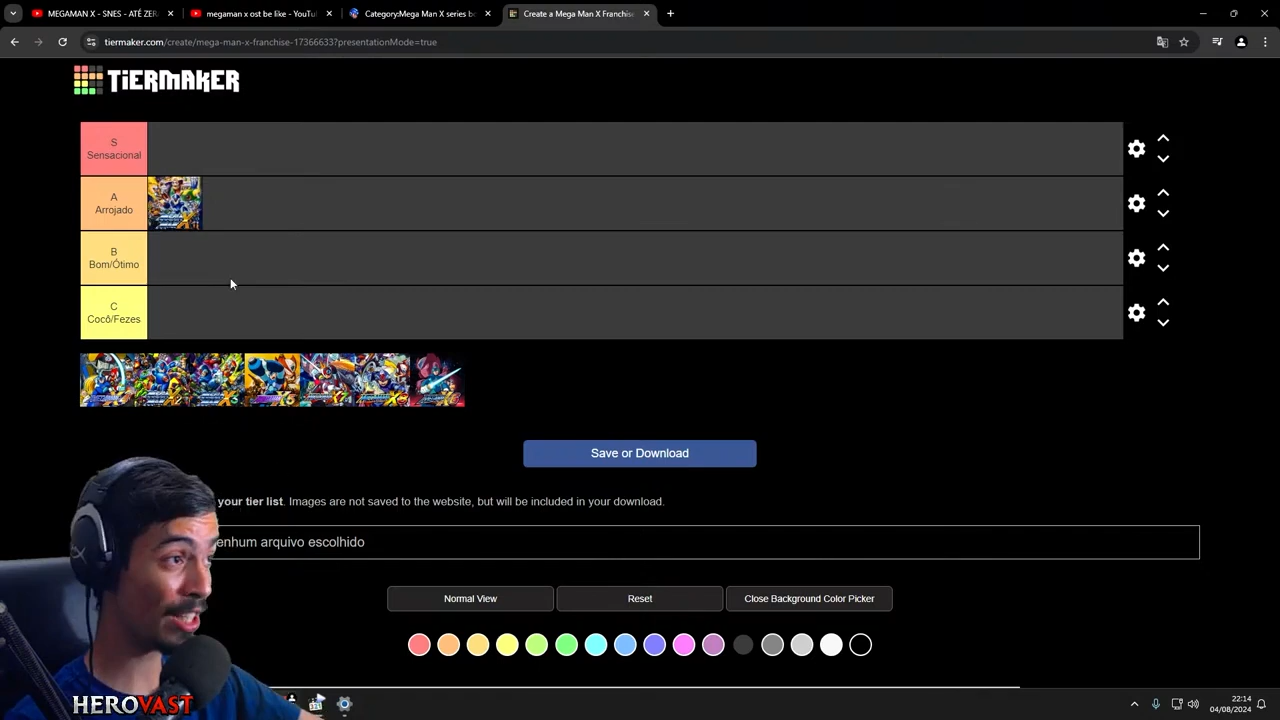 MEGAMAN X - SNES - ATÉ ZER
megaman x ost be like - YouTu
Category:Mega Man X series bo
Create a Mega Man X Franchise
tiermaker.com/create/mega-man-x-franchise-17366633?presentationMode=true
TiERMAKER
S
Sensacional
A
Arrojado
B
Bom/Ótimo
C
Cocô/Fezes
Save or Download
your tier list. Images are not saved to the website, but will be included in your download.
enhum arquivo escolhido
Normal View
Reset
Close Background Color Picker
HEROVAST
22:14
04/08/2024